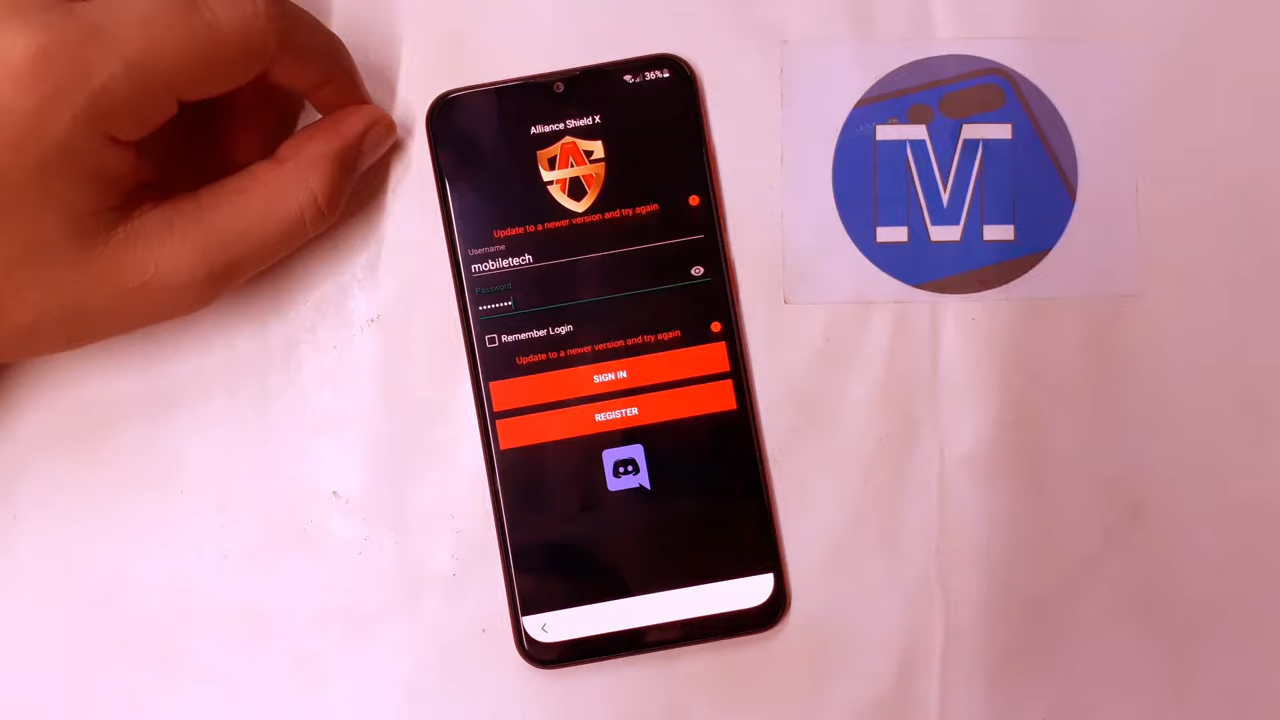 36%
Alliance Shield X
Update to a newer version and try again
Username
mobiletech
Password
••••••••
Remember Login
Update to a newer version and try again
SIGN IN
REGISTER
M